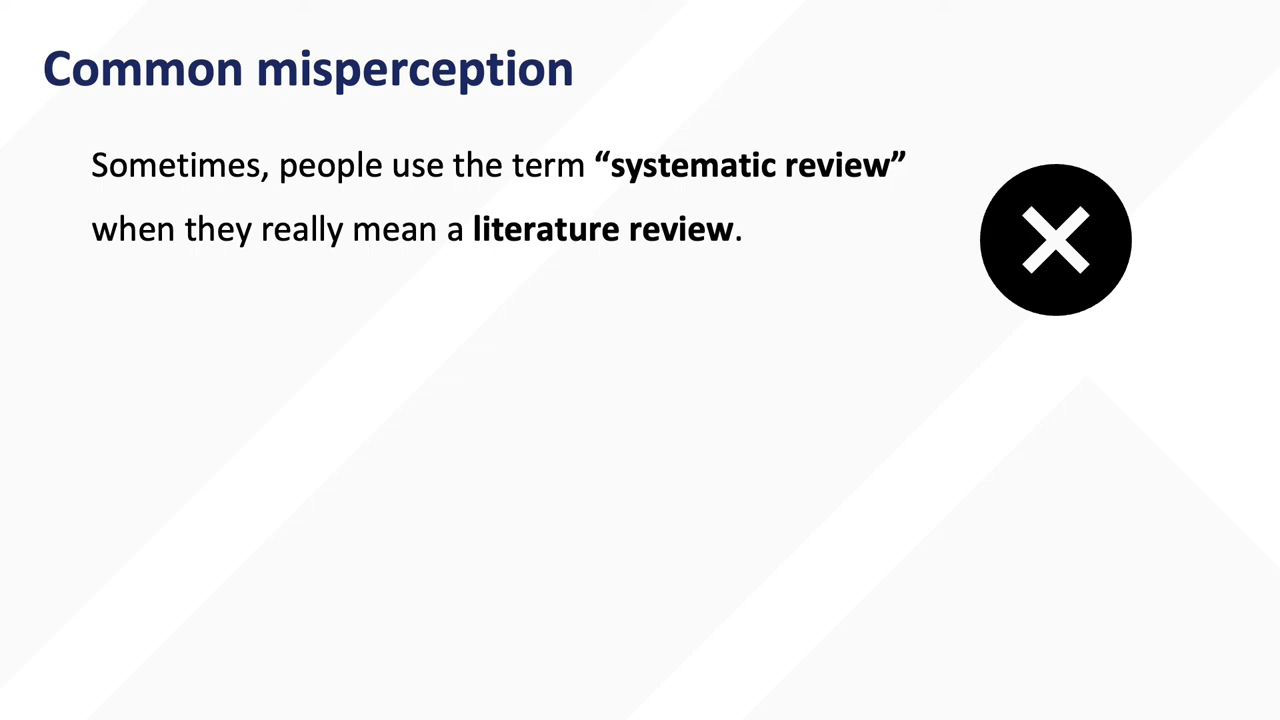 Common misperception
Sometimes, people use the term “systematic review”
when they really mean a literature review.